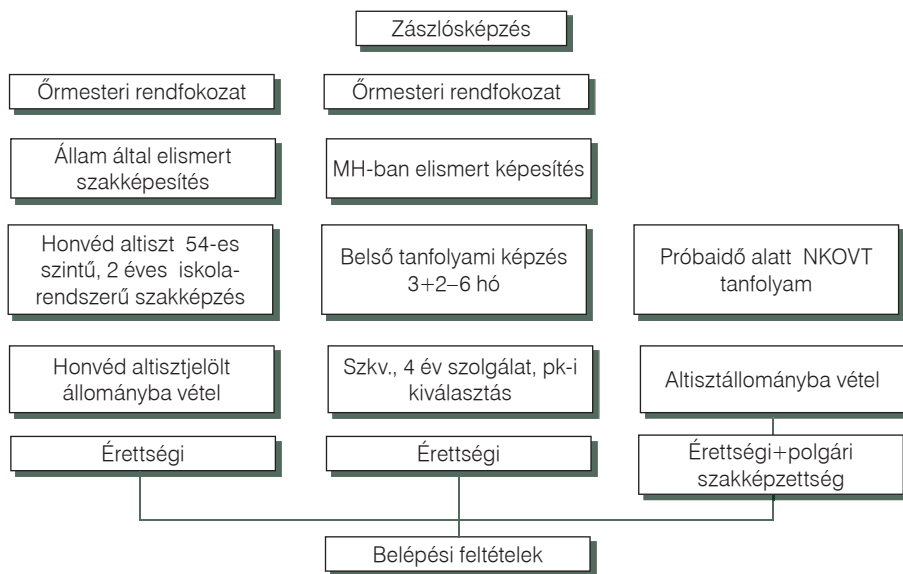 Zászlósképzés
Őrmesteri rendfokozat
Őrmesteri rendfokozat
Állam által elismert
szakképesítés
MH-ban elismert képesítés
Honvéd altiszt 54-es
szintű, 2 éves iskola-
rendszerű szakképzés
Belső tanfolyami képzés
3+2–6 hó
Próbaidő alatt NKOVT
tanfolyam
Honvéd altisztjelölt
állományba vétel
Szkv., 4 év szolgálat, pk-i
kiválasztás
Altisztállományba vétel
Érettségi
Érettségi
Érettségi+polgári
szakképzettség
Belépési feltételek